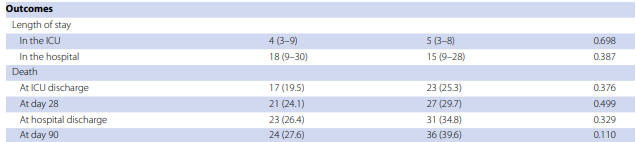 Outcomes
Length of stay
In the ICU 4 (3–9) 5 (3–8) 0.698
In the hospital 18 (9–30) 15 (9–28) 0.387
Death
At ICU discharge 17 (19.5) 23 (25.3) 0.376
At day 28 21 (24.1) 27 (29.7) 0.499
At hospital discharge 23 (26.4) 31 (34.8) 0.329
At day 90 24 (27.6) 36 (39.6) 0.110